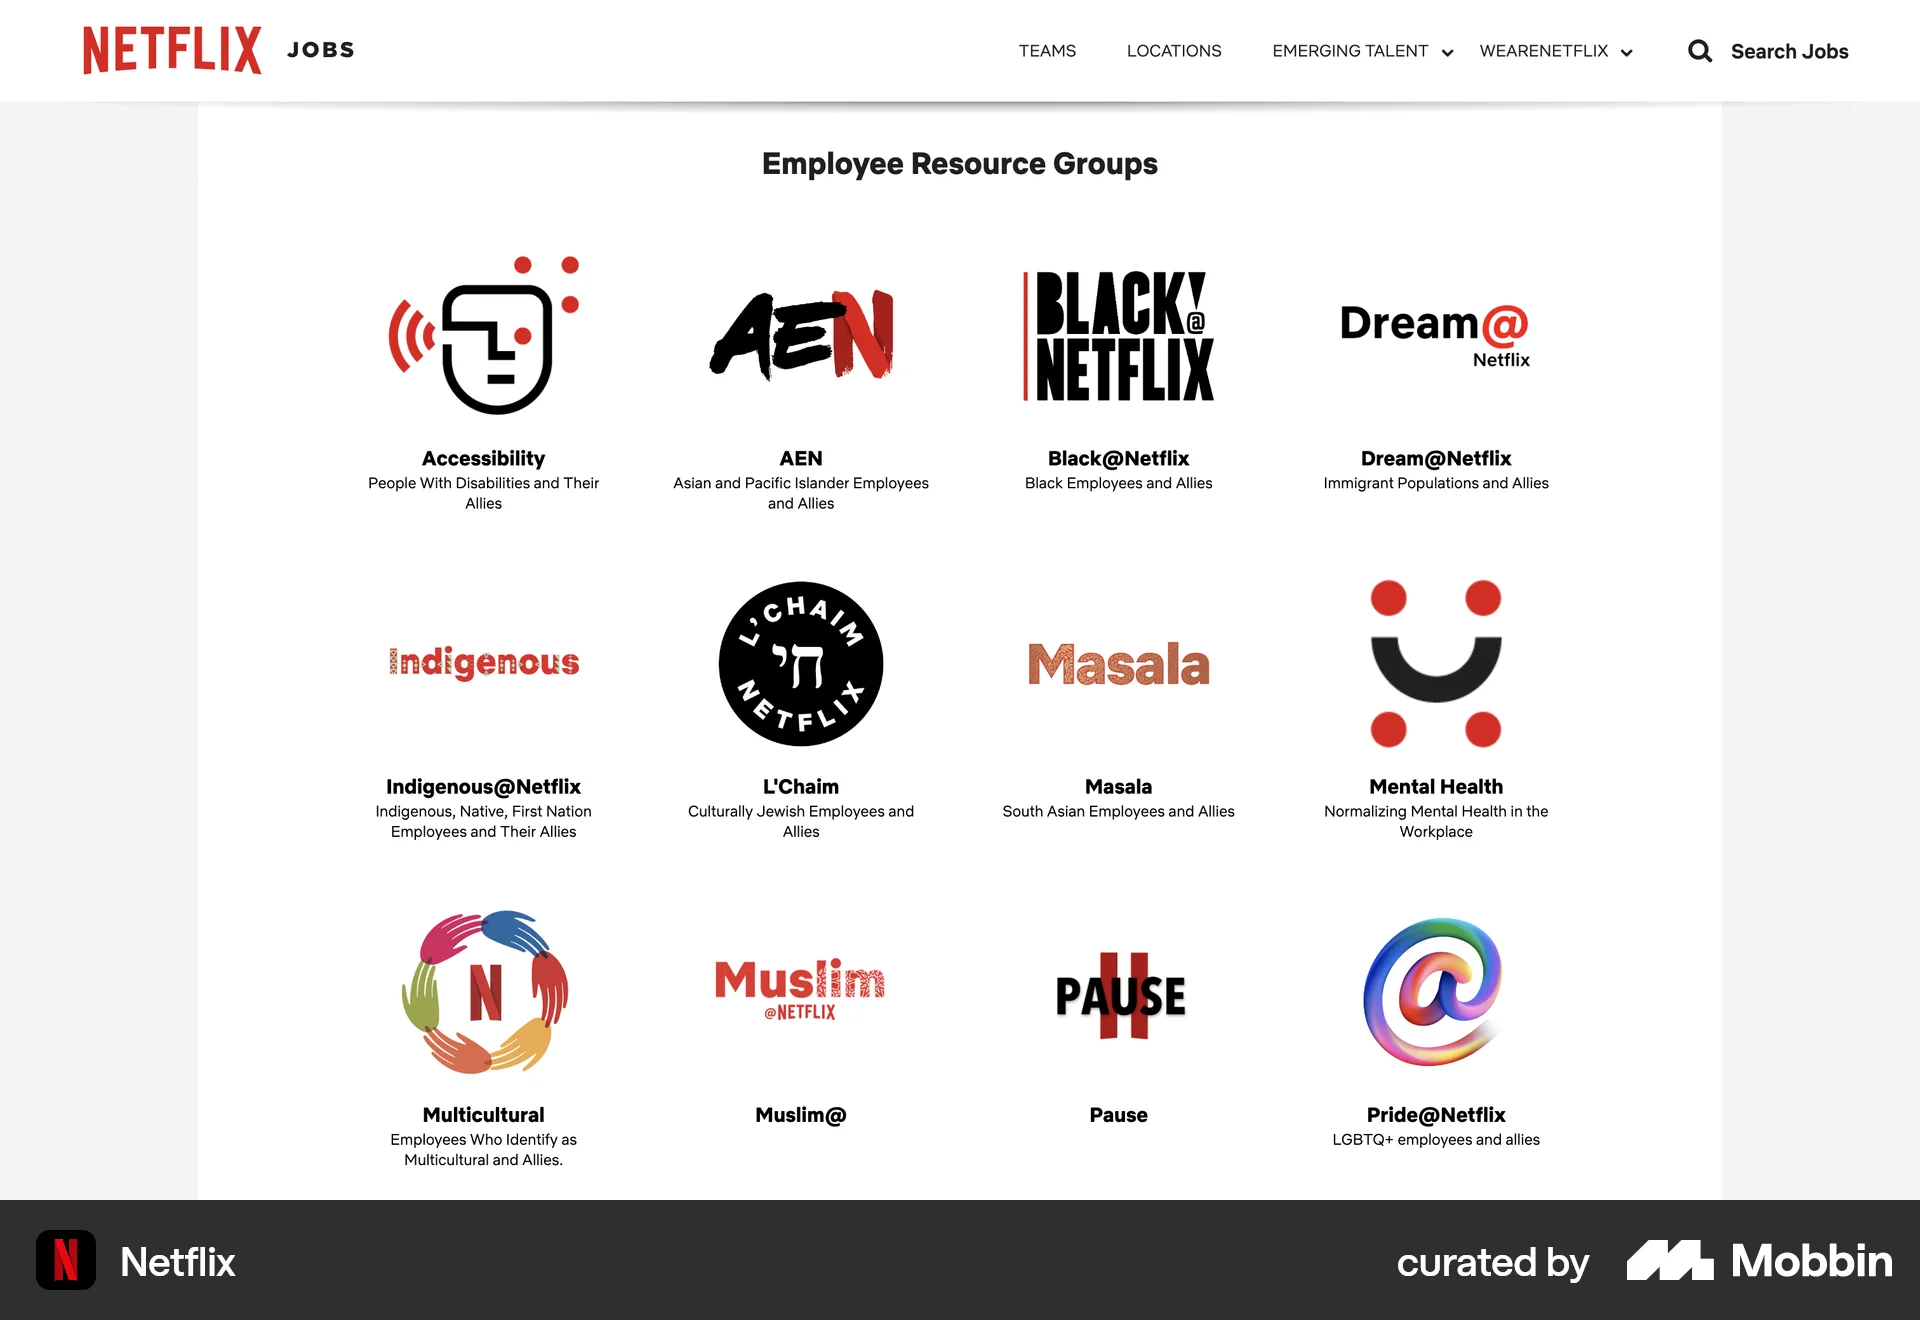 NETFLIX JOBS
TEAMS LOCATIONS EMERGING TALENT WEARENETFLIX Search Jobs
Employee Resource Groups
AEN
BLACK!
@
NETFLIX
Dream@
Netflix
Accessibility
People With Disabilities and Their
Allies
AEN
Asian and Pacific Islander Employees
and Allies
Black@Netflix
Black Employees and Allies
Dream@Netflix
Immigrant Populations and Allies
Indigenous
L'CHAIM
חי
NETFLIX
Masala
Indigenous@Netflix
Indigenous, Native, First Nation
Employees and Their Allies
L'Chaim
Culturally Jewish Employees and
Allies
Masala
South Asian Employees and Allies
Mental Health
Normalizing Mental Health in the
Workplace
N
Muslim
@NETFLIX
PAUSE
@
Multicultural
Employees Who Identify as
Multicultural and Allies.
Muslim@
Pause
Pride@Netflix
LGBTQ+ employees and allies
N Netflix
curated by Mobbin